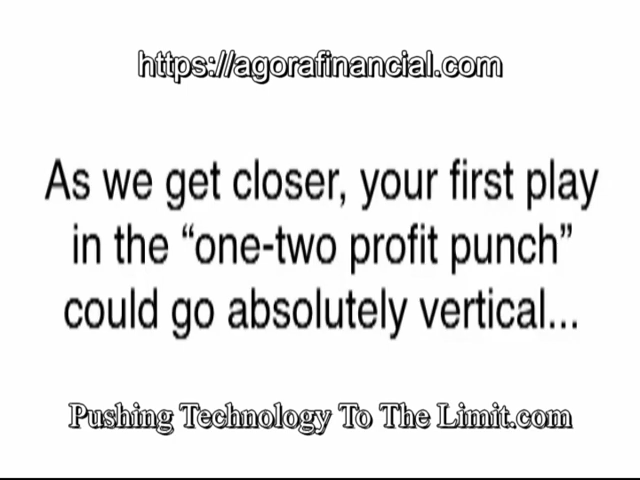 https://agorafinancial.com
As we get closer, your first play
in the “one-two profit punch”
could go absolutely vertical...
Pushing Technology To The Limit.com